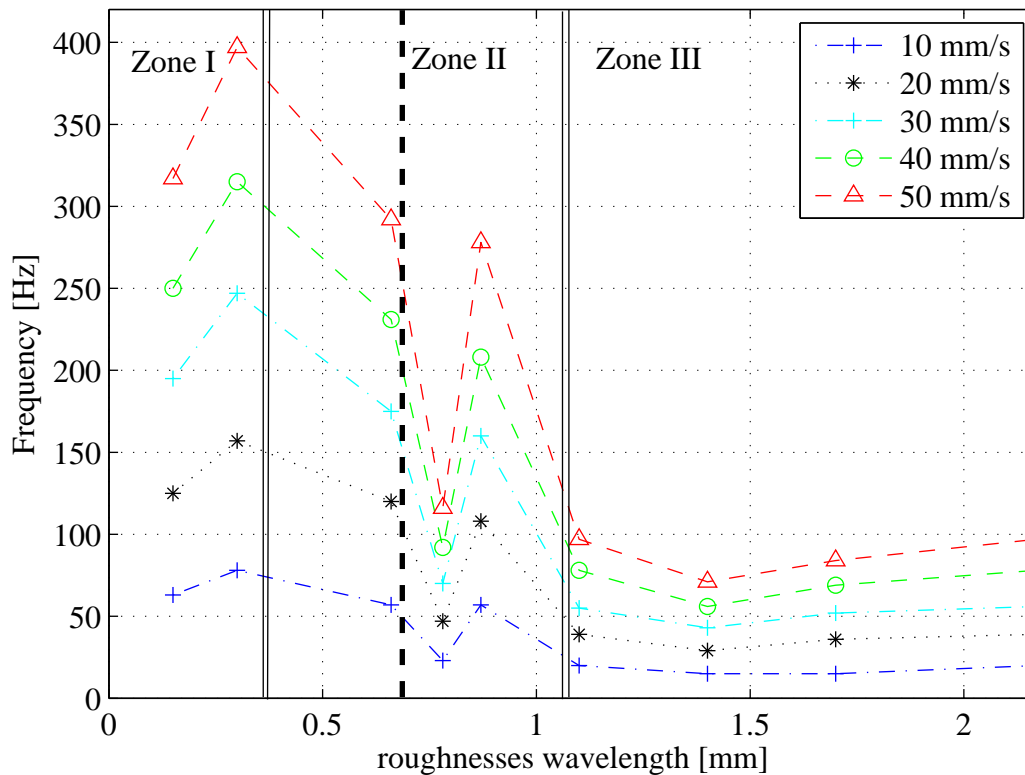 Zone I
Zone II
Zone III
10 mm/s
20 mm/s
30 mm/s
40 mm/s
50 mm/s
Frequency [Hz]
400
350
300
250
200
150
100
50
0
0
0.5
1
1.5
2
roughnesses wavelength [mm]